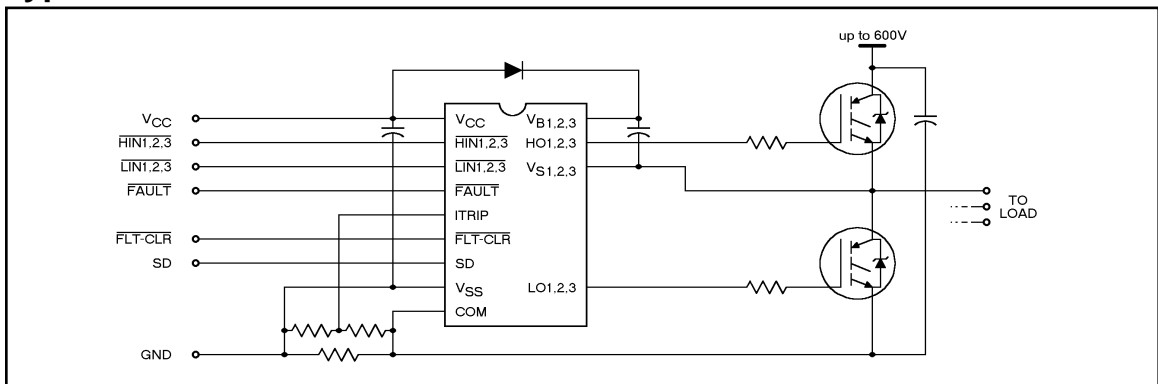 up to 600V
VCC
HIN1,2,3
LIN1,2,3
FAULT
FLT-CLR
SD
GND
VCC
HIN1,2,3
LIN1,2,3
FAULT
ITRIP
FLT-CLR
SD
VSS
COM
VB1,2,3
HO1,2,3
VS1,2,3
LO1,2,3
TO
LOAD